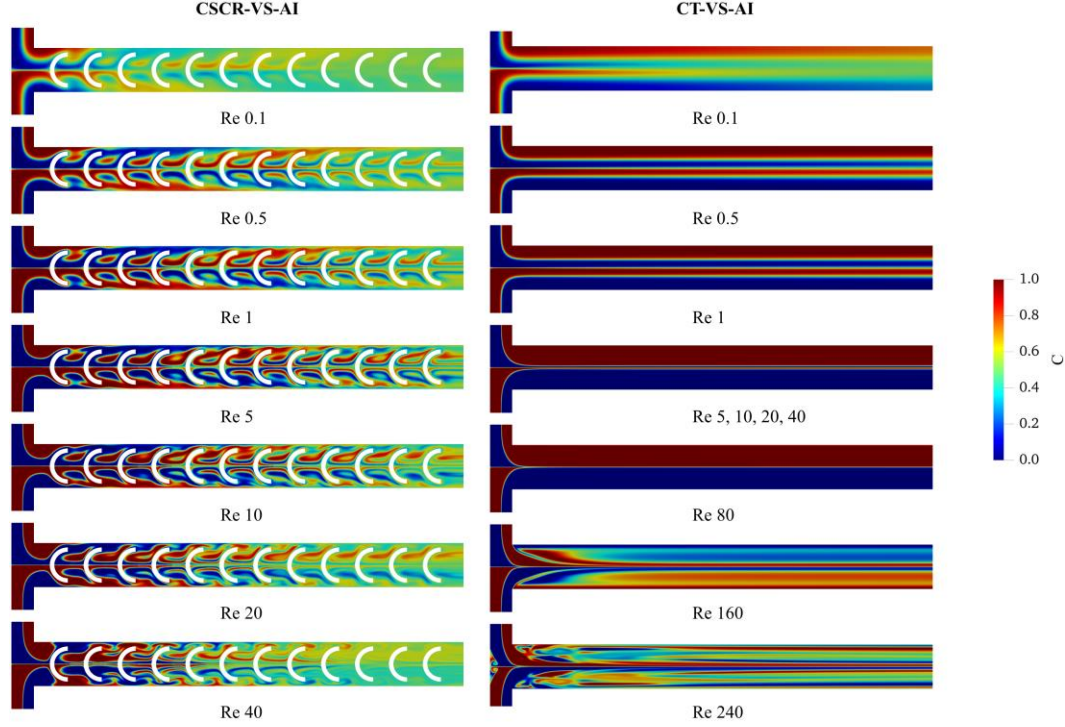 CSCR-VS-AI
CT-VS-AI
Re 0.1
Re 0.1
Re 0.5
Re 0.5
Re 1
Re 1
Re 5
Re 5, 10, 20, 40
Re 10
Re 80
Re 20
Re 160
Re 40
Re 240
1.0
0.8
0.6
0.4
0.2
0.0
C